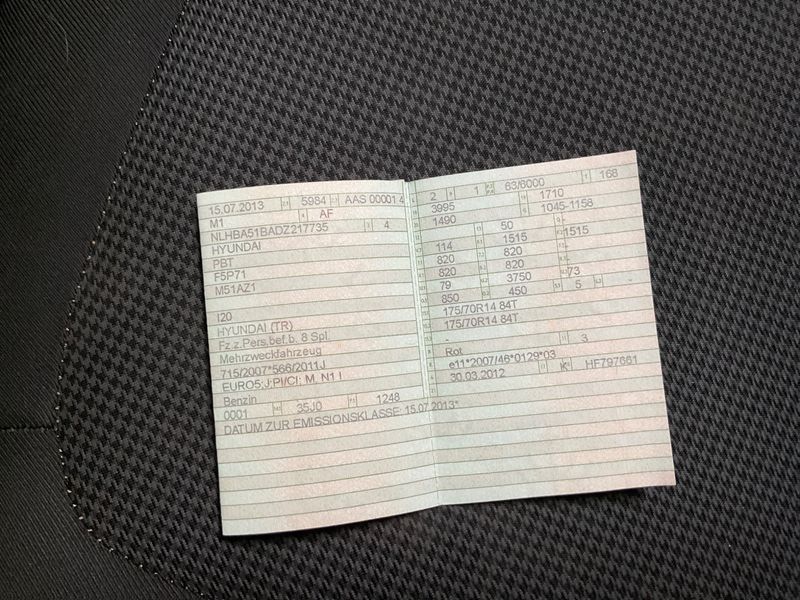 15.07.2013 5984 AAS 00001 4
M1 AF
NLHBA51BADZ217735 4
HYUNDAI
PBT
F5P71
M51AZ1
I20
HYUNDAI (TR)
Fz.z.Pers.bef.b. 8 Spl
Mehrzweckfahrzeug
715/2007*566/2011J
EURO5;J;PI/CI; M, N1 I
Benzin
0001 35J0 1248
DATUM ZUR EMISSIONSKLASSE: 15.07.2013*
2 1 63/6000 168
3995 1710
1490 1045-1158
50 -
114 1515 1515
820 820 -
820 820 -
79 3750 73
850 450 5 -
175/70R14 84T
175/70R14 84T
-
Rot 3
e11*2007/46*0129*03
30.03.2012 K HF797661